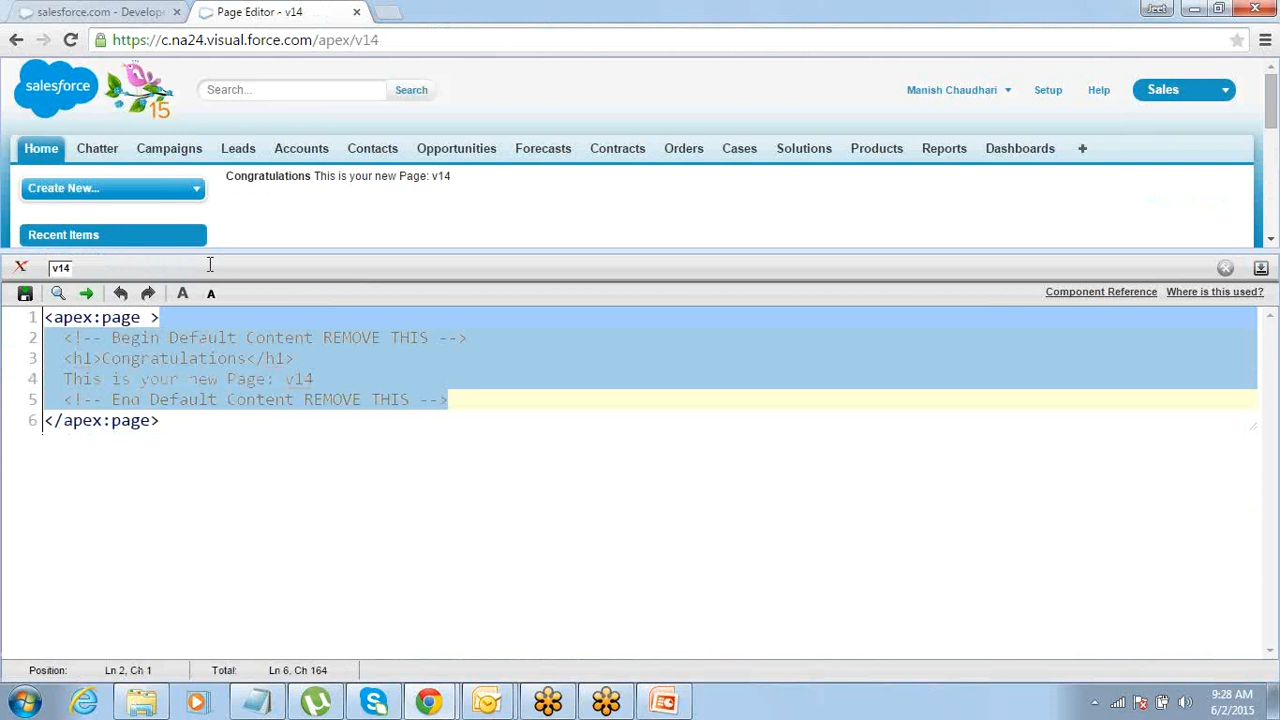 salesforce.com - Develope
Page Editor - v14
Jeet
https://c.na24.visual.force.com/apex/v14
salesforce
15
Search...
Search
Manish Chaudhari
Setup
Help
Sales
Home Chatter Campaigns Leads Accounts Contacts Opportunities Forecasts Contracts Orders Cases Solutions Products Reports Dashboards +
Create New...
Congratulations This is your new Page: v14
Recent Items
v14
A A
Component Reference Where is this used?
1 <apex:page >
2 <!-- Begin Default Content REMOVE THIS -->
3 <h1>Congratulations</h1>
4 This is your new Page: v14
5 <!-- End Default Content REMOVE THIS -->
6 </apex:page>
Position: Ln 2, Ch 1 Total: Ln 6, Ch 164
9:28 AM
6/2/2015